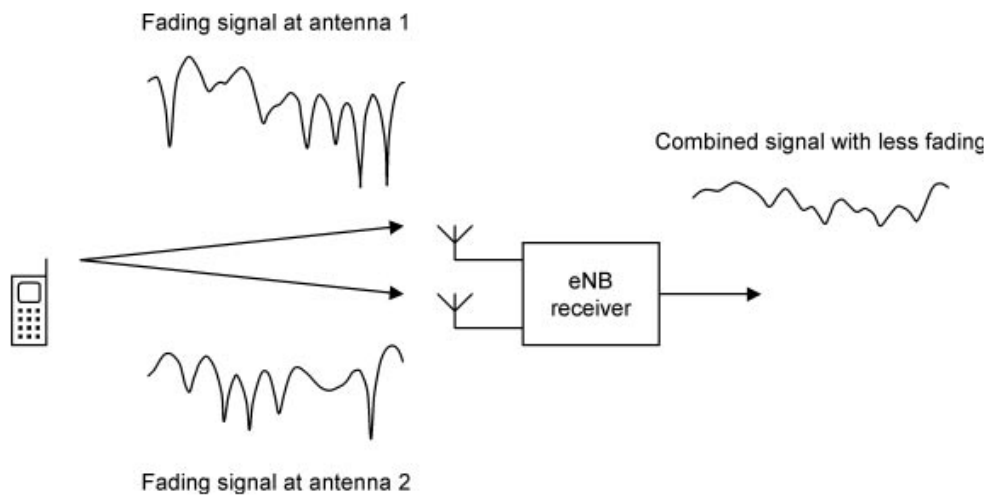 Fading signal at antenna 1
Combined signal with less fading
eNB
receiver
Fading signal at antenna 2